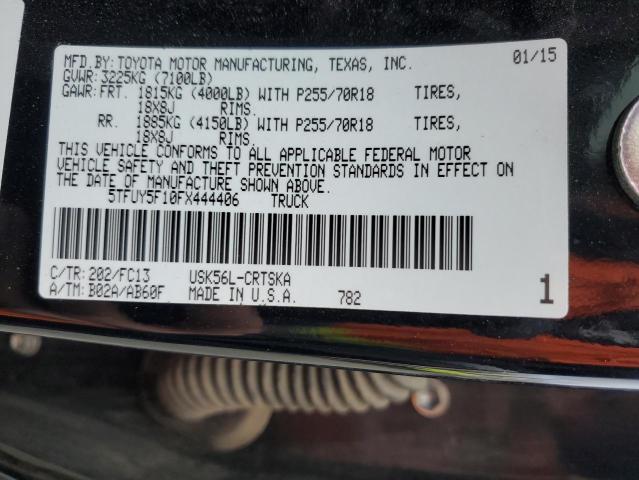 MFD.BY:TOYOTA MOTOR MANUFACTURING, TEXAS, INC. 01/15
GVWR:3225KG (7100LB)
GAWR:FRT. 1815KG (4000LB) WITH P255/70R18 TIRES,
18X8J RIMS.
RR. 1885KG (4150LB) WITH P255/70R18 TIRES,
18X8J RIMS.
THIS VEHICLE CONFORMS TO ALL APPLICABLE FEDERAL MOTOR
VEHICLE SAFETY AND THEFT PREVENTION STANDARDS IN EFFECT ON
THE DATE OF MANUFACTURE SHOWN ABOVE.
5TFUY5F10FX444406 TRUCK
C/TR:202/FC13 USK56L-CRTSKA
A/TM:B02A/AB60F MADE IN U.S.A. 782 1